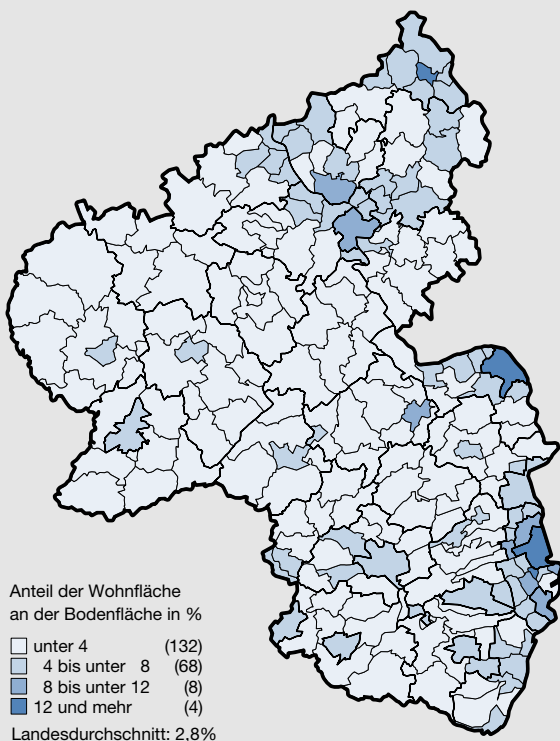 Anteil der Wohnfläche
an der Bodenfläche in %
unter 4 (132)
4 bis unter 8 (68)
8 bis unter 12 (8)
12 und mehr (4)
Landesdurchschnitt: 2,8%